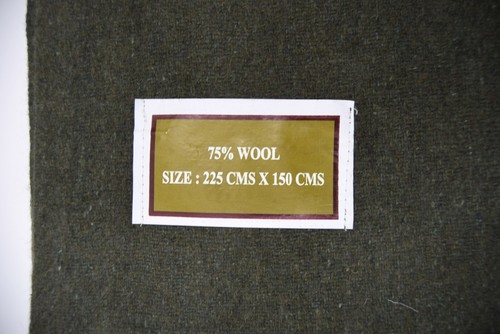 75% WOOL
SIZE : 225 CMS X 150 CMS